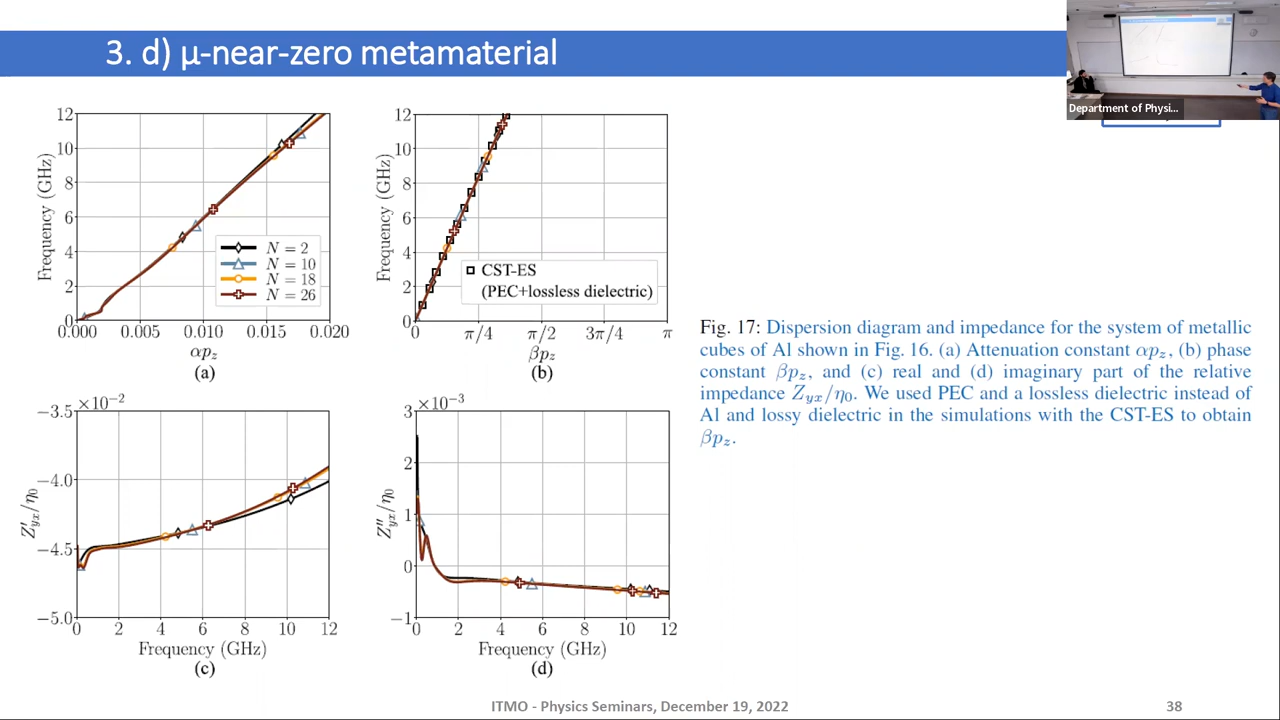 3. d) µ-near-zero metamaterial
Department of Physi...
12
10
8
6
4
2
0
Frequency (GHz)
N = 2
N = 10
N = 18
N = 26
0.000 0.005 0.010 0.015 0.020
αp_z
(a)
12
10
8
6
4
2
0
Frequency (GHz)
CST-ES
(PEC+lossless dielectric)
0 π/4 π/2 3π/4 π
βp_z
(b)
Fig. 17: Dispersion diagram and impedance for the system of metallic
cubes of Al shown in Fig. 16. (a) Attenuation constant αp_z, (b) phase
constant βp_z, and (c) real and (d) imaginary part of the relative
impedance Z_yx/η_0. We used PEC and a lossless dielectric instead of
Al and lossy dielectric in the simulations with the CST-ES to obtain
βp_z.
×10⁻²
−3.5
−4.0
−4.5
−5.0
Z′_yx/η_0
0 2 4 6 8 10 12
Frequency (GHz)
(c)
×10⁻³
3
2
1
0
−1
Z″_yx/η_0
0 2 4 6 8 10 12
Frequency (GHz)
(d)
ITMO - Physics Seminars, December 19, 2022
38